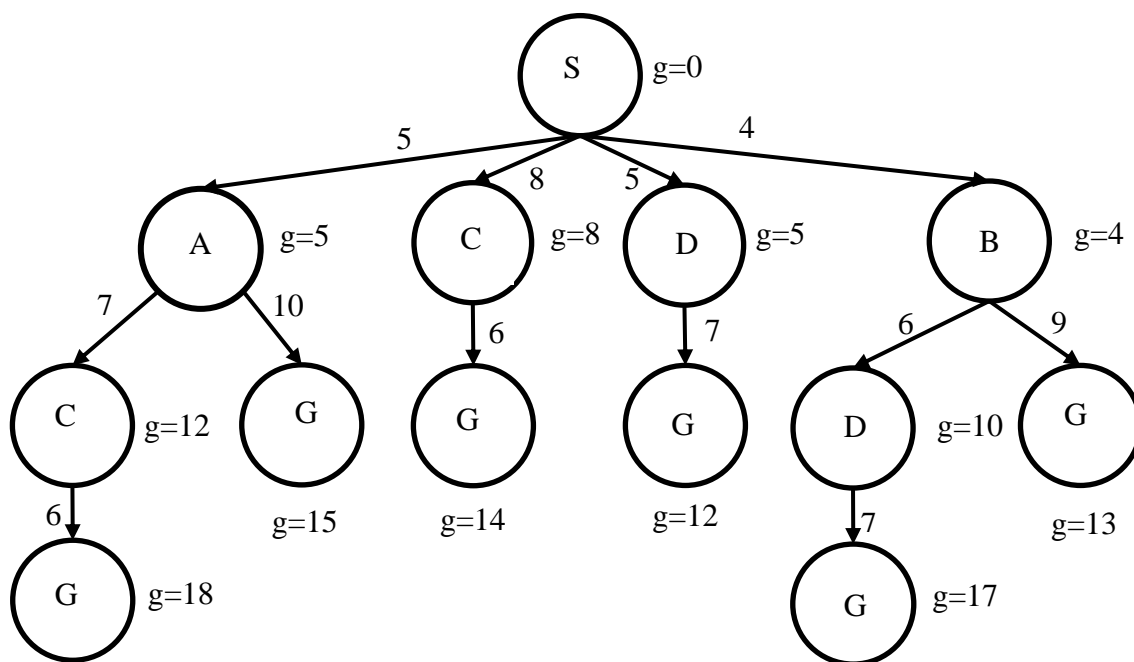 S g=0
5 8 5 4
A g=5 C g=8 D g=5 B g=4
7 10 6 7 6 9
C g=12 G G G D g=10 G
6 g=15 g=14 g=12 7 g=13
G g=18 G g=17